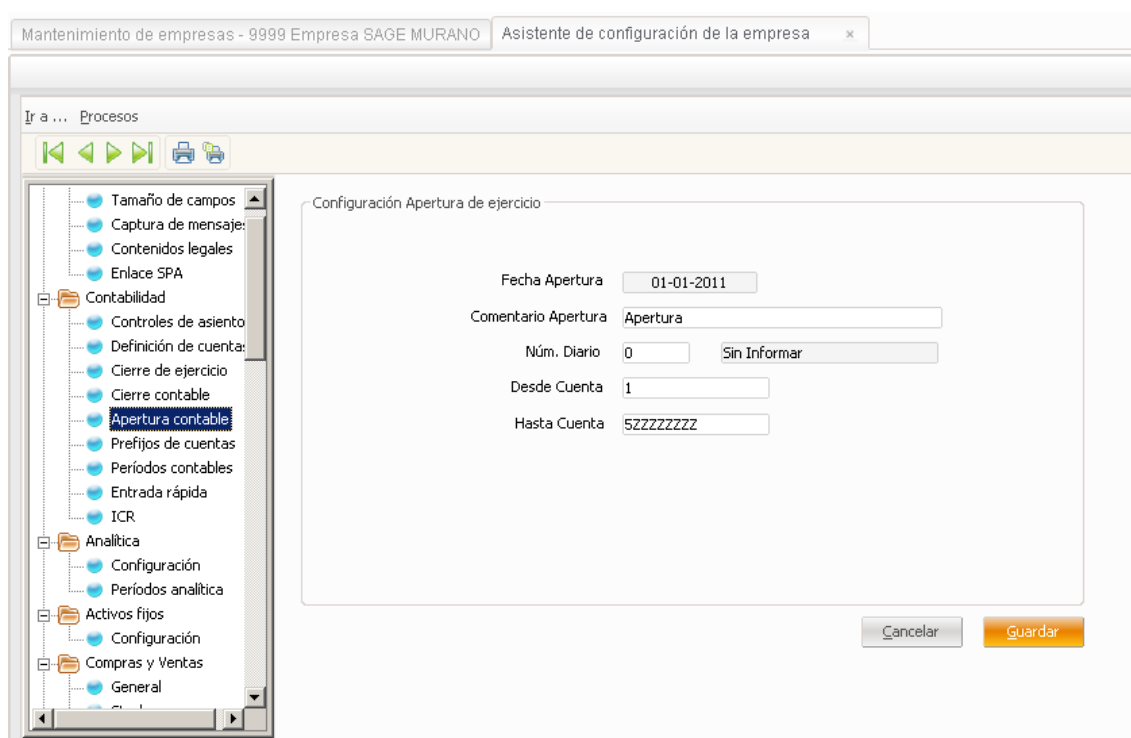 Mantenimiento de empresas - 9999 Empresa SAGE MURANO
Asistente de configuración de la empresa
Ir a ... Procesos
Tamaño de campos
Captura de mensajes
Contenidos legales
Enlace SPA
Contabilidad
Controles de asiento
Definición de cuentas
Cierre de ejercicio
Cierre contable
Apertura contable
Prefijos de cuentas
Períodos contables
Entrada rápida
ICR
Analítica
Configuración
Períodos analítica
Activos fijos
Configuración
Compras y Ventas
General
Configuración Apertura de ejercicio
Fecha Apertura 01-01-2011
Comentario Apertura Apertura
Núm. Diario 0 Sin Informar
Desde Cuenta 1
Hasta Cuenta 5ZZZZZZZZ
Cancelar Guardar